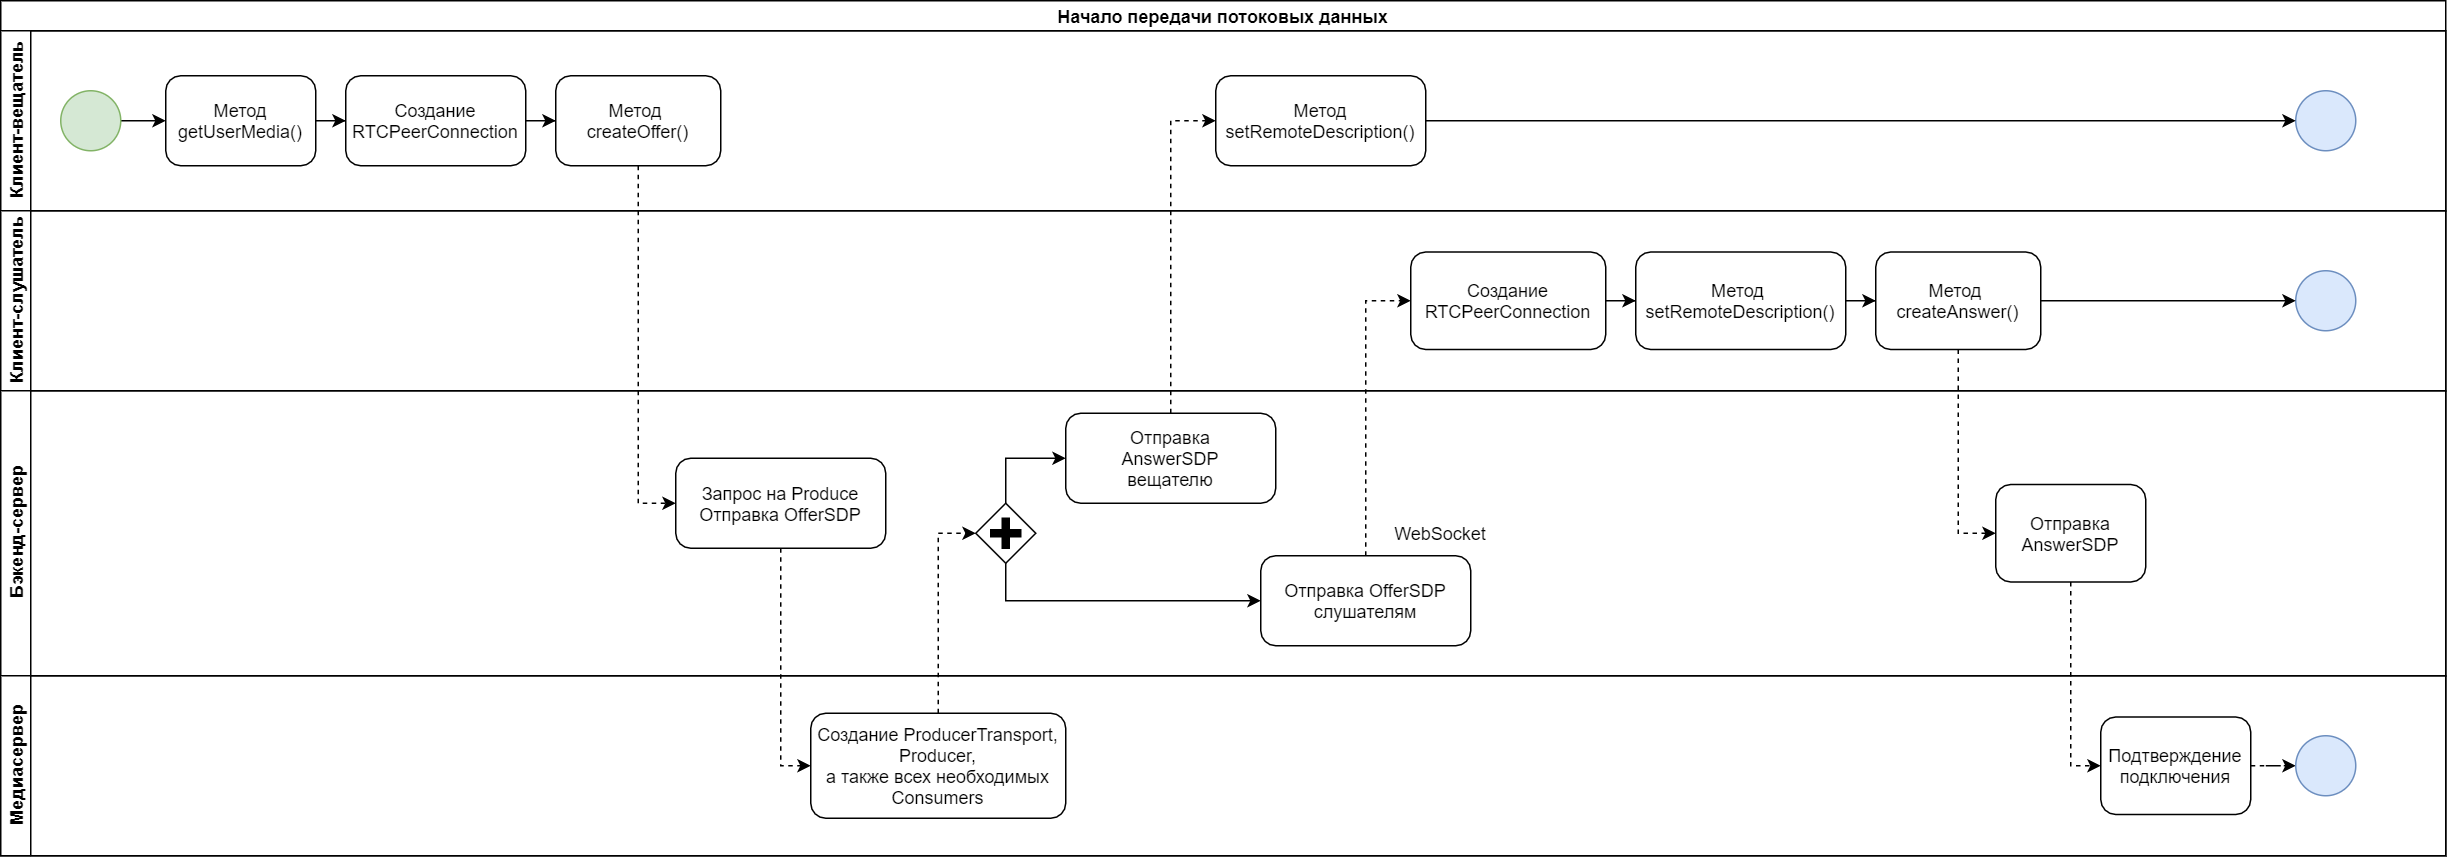 Начало передачи потоковых данных
Клиент-вещатель
Метод
getUserMedia()
Создание
RTCPeerConnection
Метод
createOffer()
Метод
setRemoteDescription()
Клиент-слушатель
Создание
RTCPeerConnection
Метод
setRemoteDescription()
Метод
createAnswer()
Бэкенд-сервер
Запрос на Produce
Отправка OfferSDP
Отправка
AnswerSDP
вещателю
WebSocket
Отправка OfferSDP
слушателям
Отправка
AnswerSDP
Медиасервер
Создание ProducerTransport,
Producer,
а также всех необходимых
Consumers
Подтверждение
подключения